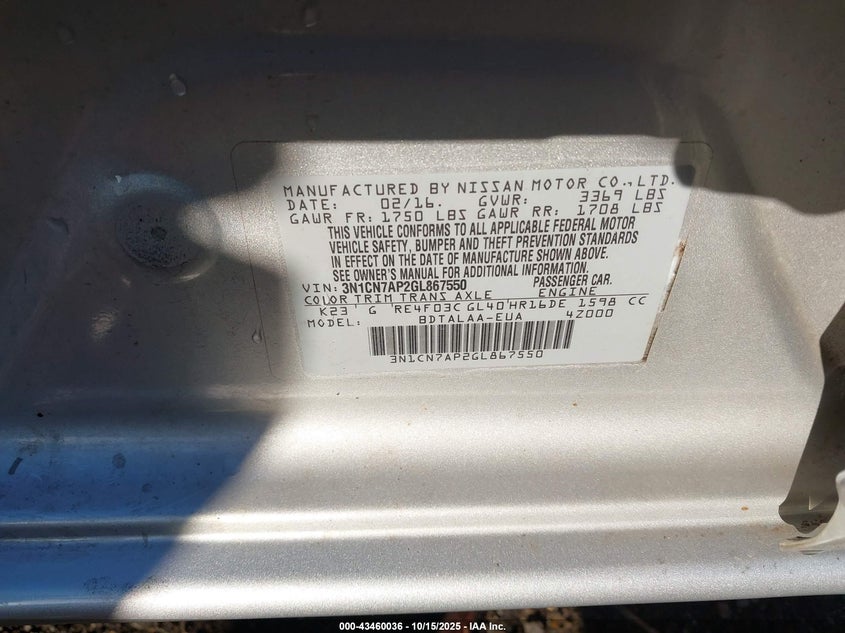 MANUFACTURED BY NISSAN MOTOR CO., LTD.
DATE: 02/16. GVWR: 3369 LBS
GAWR FR: 1750 LBS GAWR RR: 1708 LBS
THIS VEHICLE CONFORMS TO ALL APPLICABLE FEDERAL MOTOR
VEHICLE SAFETY, BUMPER AND THEFT PREVENTION STANDARDS
IN EFFECT ON THE DATE OF MANUFACTURE SHOWN ABOVE.
SEE OWNER'S MANUAL FOR ADDITIONAL INFORMATION.
VIN: 3N1CN7AP2GL867550 PASSENGER CAR.
COLOR TRIM TRANS AXLE ENGINE
K23 G RE4F03C GL40 HR16DE 1598 CC
MODEL: BDTALAA-EUA 4Z000
3N1CN7AP2GL867550
000-43460036 - 10/15/2025 - IAA Inc.